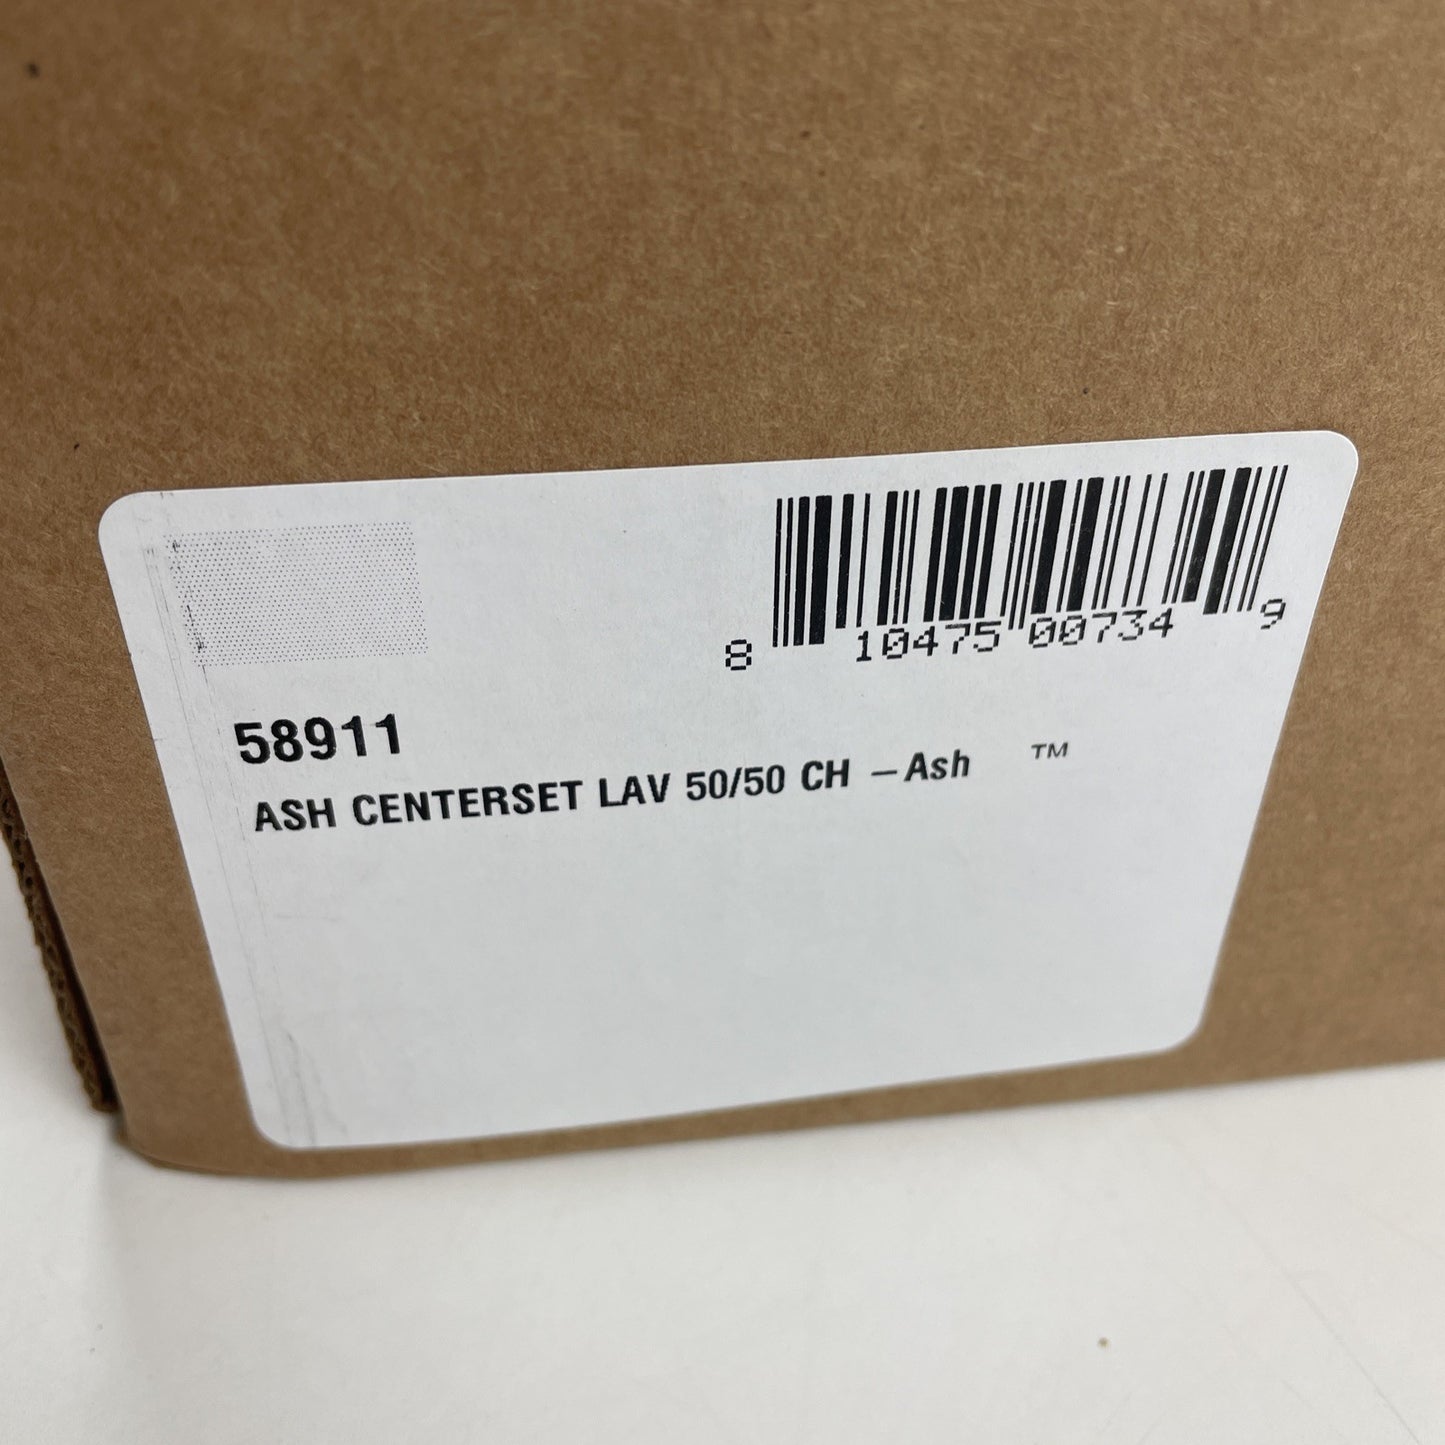 8 10475 00734 9
58911
ASH CENTERSET LAV 50/50 CH –Ash ™